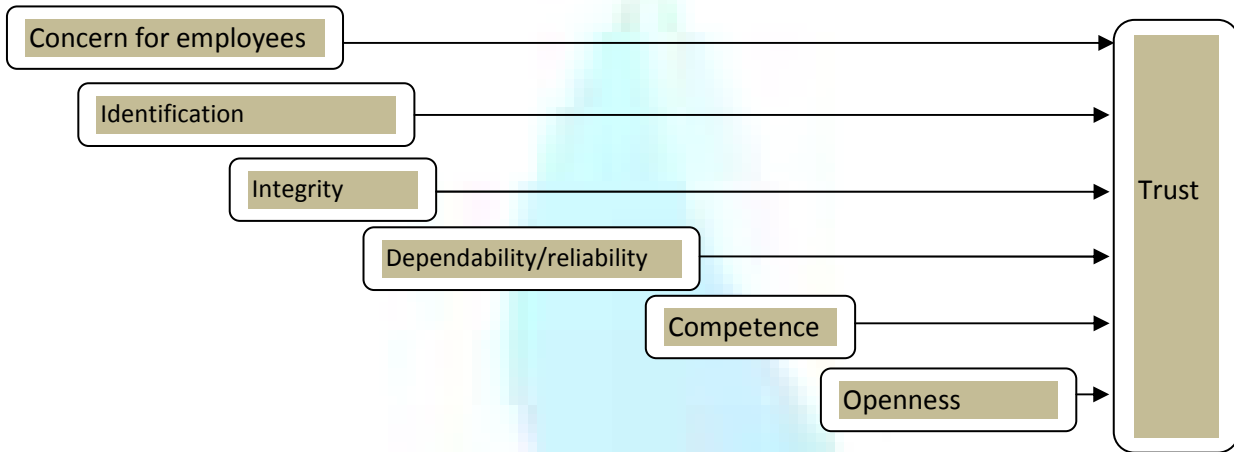 Concern for employees
Identification
Integrity
Trust
Dependability/reliability
Competence
Openness